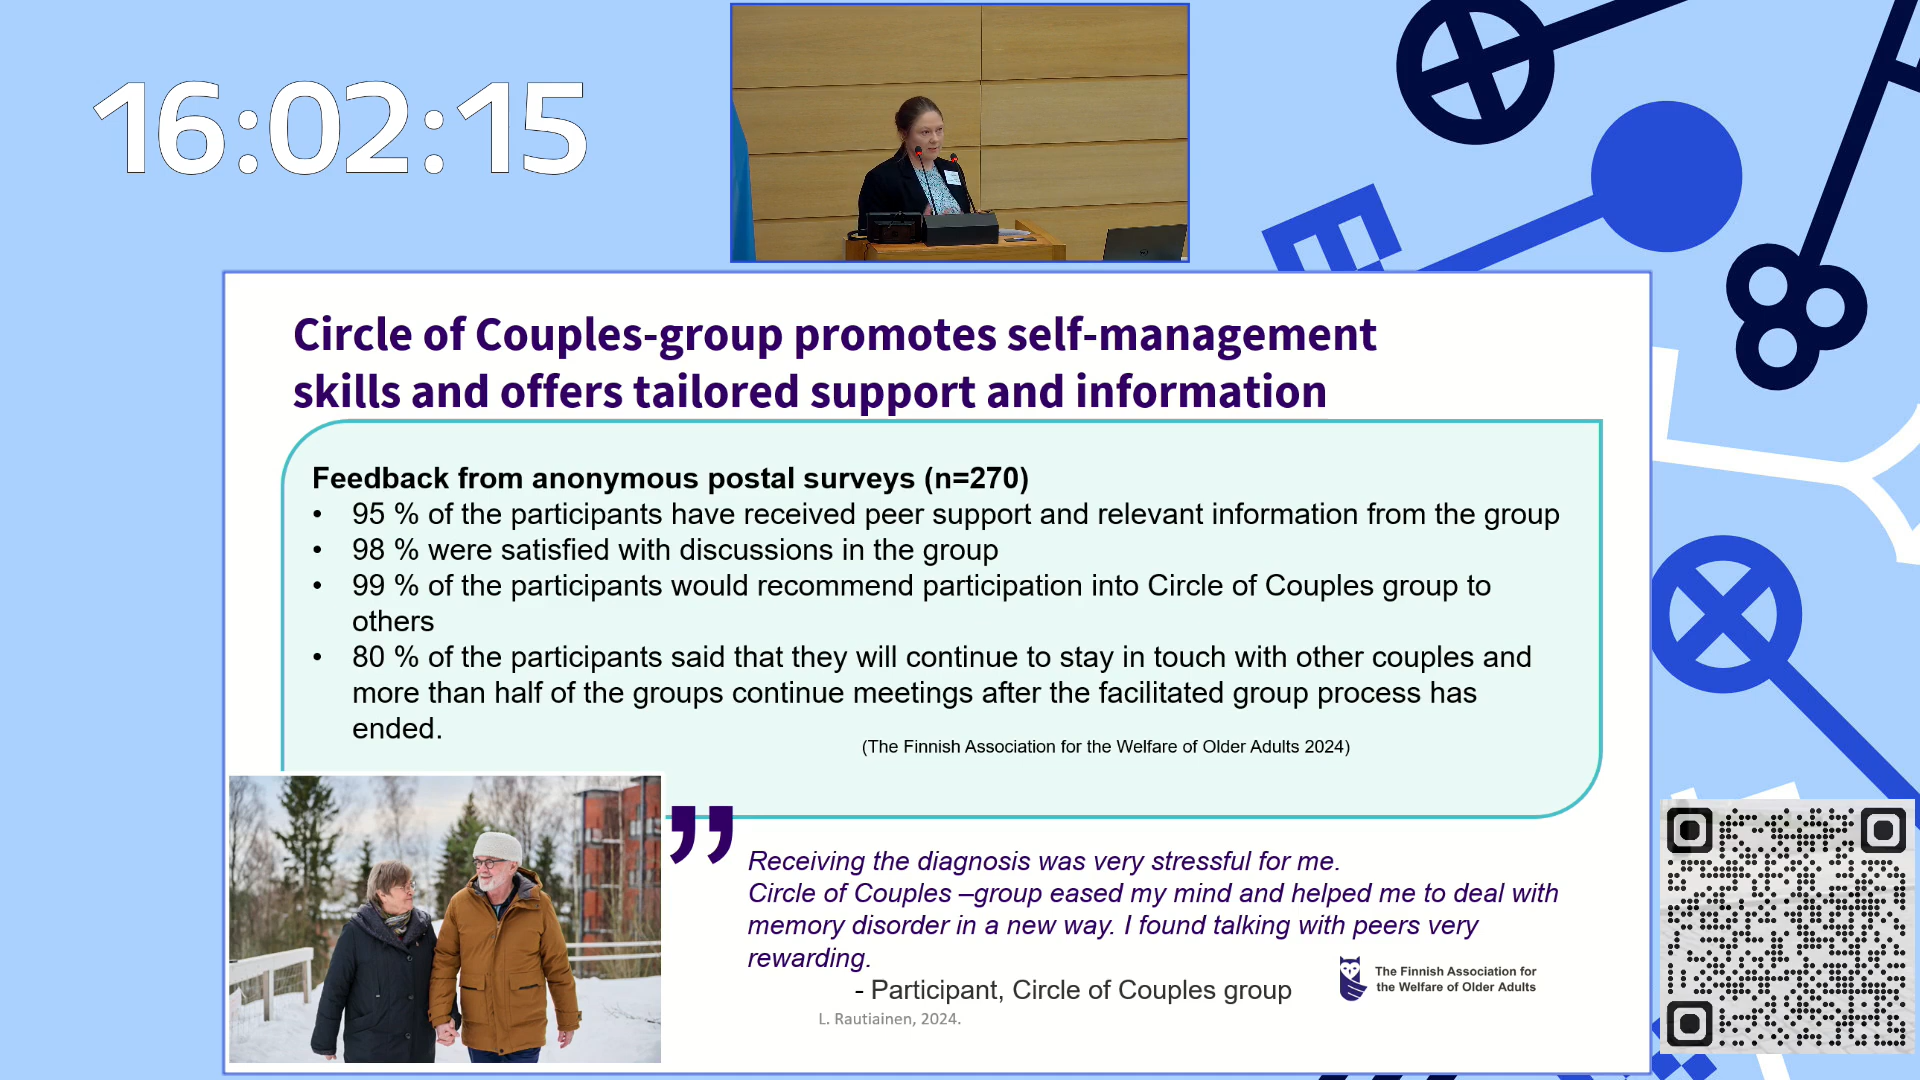 16:02:15
Circle of Couples-group promotes self-management
skills and offers tailored support and information
Feedback from anonymous postal surveys (n=270)
• 95 % of the participants have received peer support and relevant information from the group
• 98 % were satisfied with discussions in the group
• 99 % of the participants would recommend participation into Circle of Couples group to
others
• 80 % of the participants said that they will continue to stay in touch with other couples and
more than half of the groups continue meetings after the facilitated group process has
ended.
(The Finnish Association for the Welfare of Older Adults 2024)
” Receiving the diagnosis was very stressful for me.
Circle of Couples –group eased my mind and helped me to deal with
memory disorder in a new way. I found talking with peers very
rewarding.
- Participant, Circle of Couples group
The Finnish Association for
the Welfare of Older Adults
L. Rautiainen, 2024.